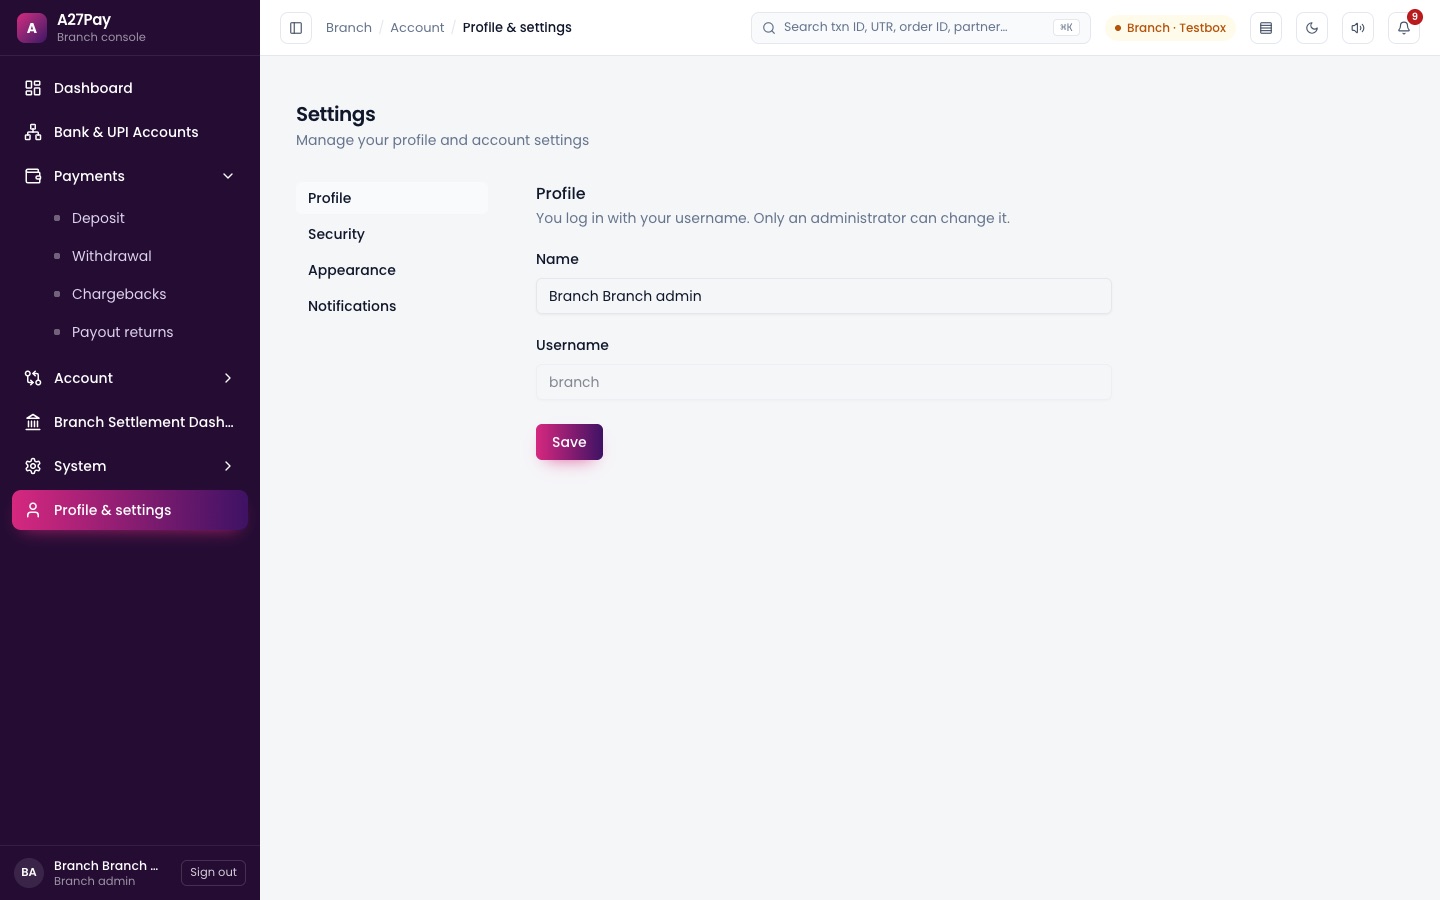 A
A27Pay
Branch console
Dashboard
Bank & UPI Accounts
Payments
Deposit
Withdrawal
Chargebacks
Payout returns
Account
Branch Settlement Dash...
System
Profile & settings
BA
Branch Branch ...
Branch admin
Sign out
Branch / Account / Profile & settings
Search txn ID, UTR, order ID, partner...
⌘K
Branch · Testbox
9
Settings
Manage your profile and account settings
Profile
Security
Appearance
Notifications
Profile
You log in with your username. Only an administrator can change it.
Name
Branch Branch admin
Username
branch
Save